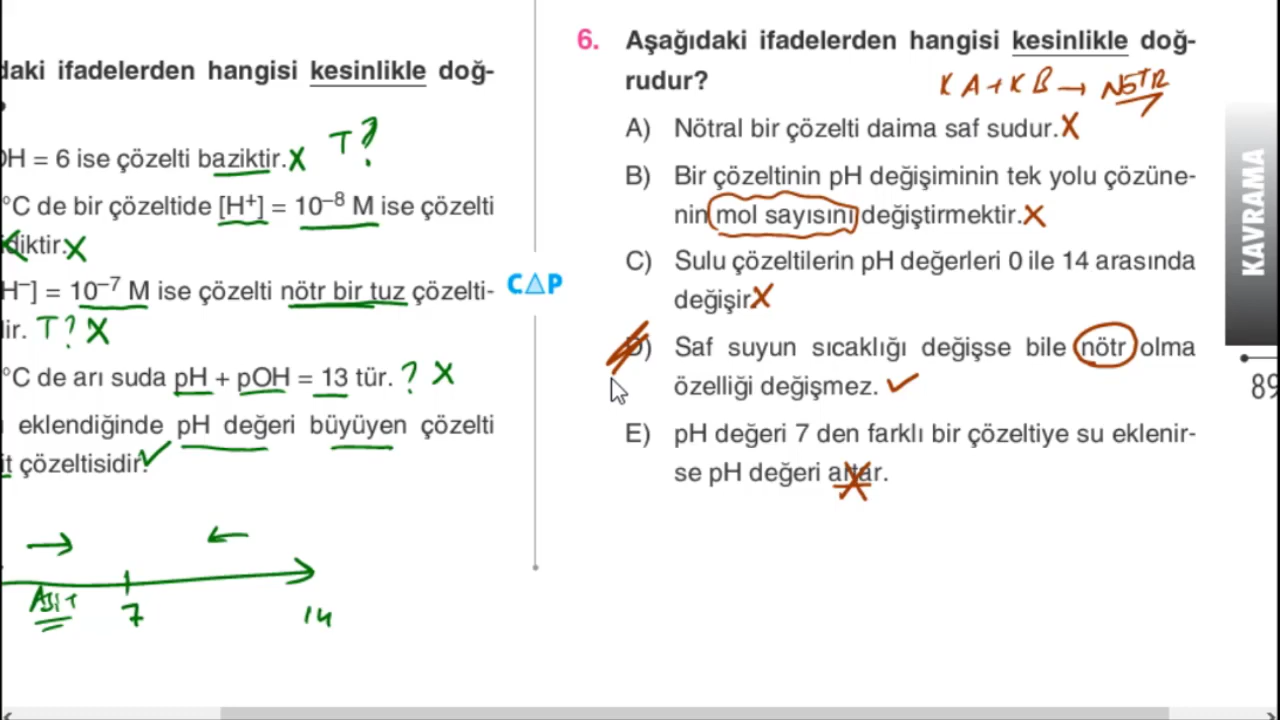 daki ifadelerden hangisi kesinlikle doğ-
OH = 6 ise çözelti baziktir. X T?
°C de bir çözeltide [H+] = 10–8 M ise çözelti
diktir. X
H–] = 10–7 M ise çözelti nötr bir tuz çözelti-
dir. T? X
°C de arı suda pH + pOH = 13 tür. ? X
eklendiğinde pH değeri büyüyen çözelti
it çözeltisidir. ✓
→ ←
ASİT 7 14
CAP
6. Aşağıdaki ifadelerden hangisi kesinlikle doğ-
rudur?
KA+KB → NÖTR
A) Nötral bir çözelti daima saf sudur. X
B) Bir çözeltinin pH değişiminin tek yolu çözüne-
nin mol sayısını değiştirmektir. X
C) Sulu çözeltilerin pH değerleri 0 ile 14 arasında
değişir. X
D) Saf suyun sıcaklığı değişse bile nötr olma
özelliği değişmez. ✓
E) pH değeri 7 den farklı bir çözeltiye su eklenir-
se pH değeri artar. X
KAVRAMA
89